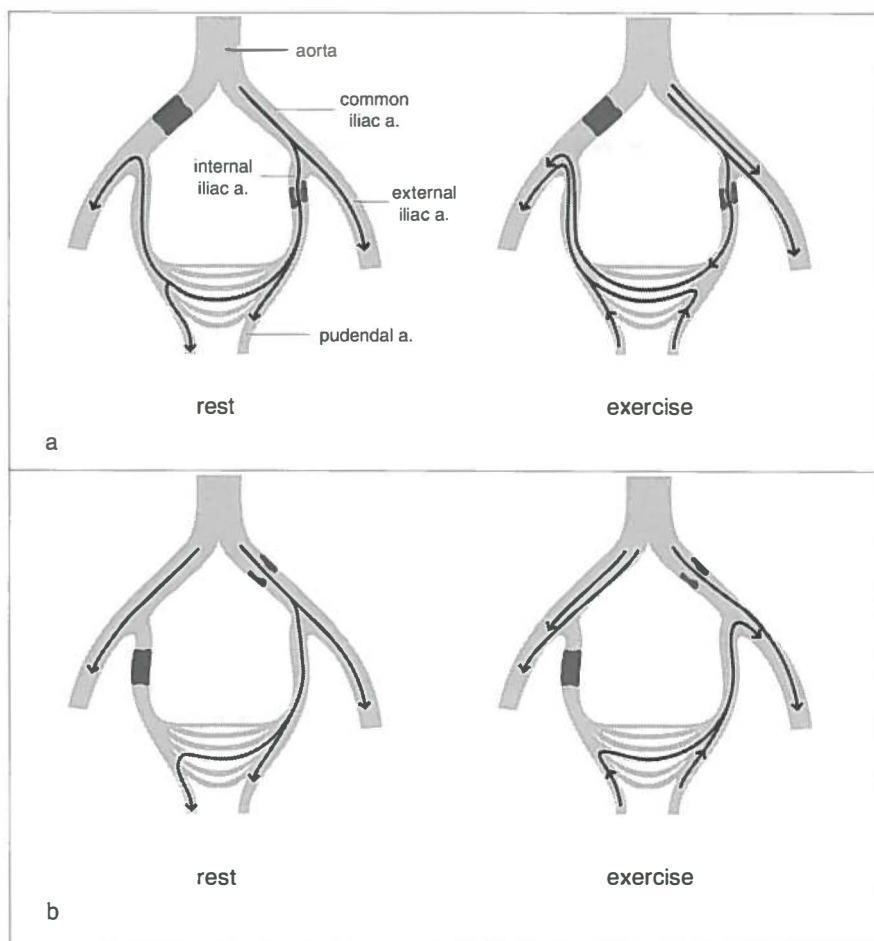 aorta
common
iliac a.
internal
iliac a.
external
iliac a.
pudendal a.
rest
exercise
a
rest
exercise
b